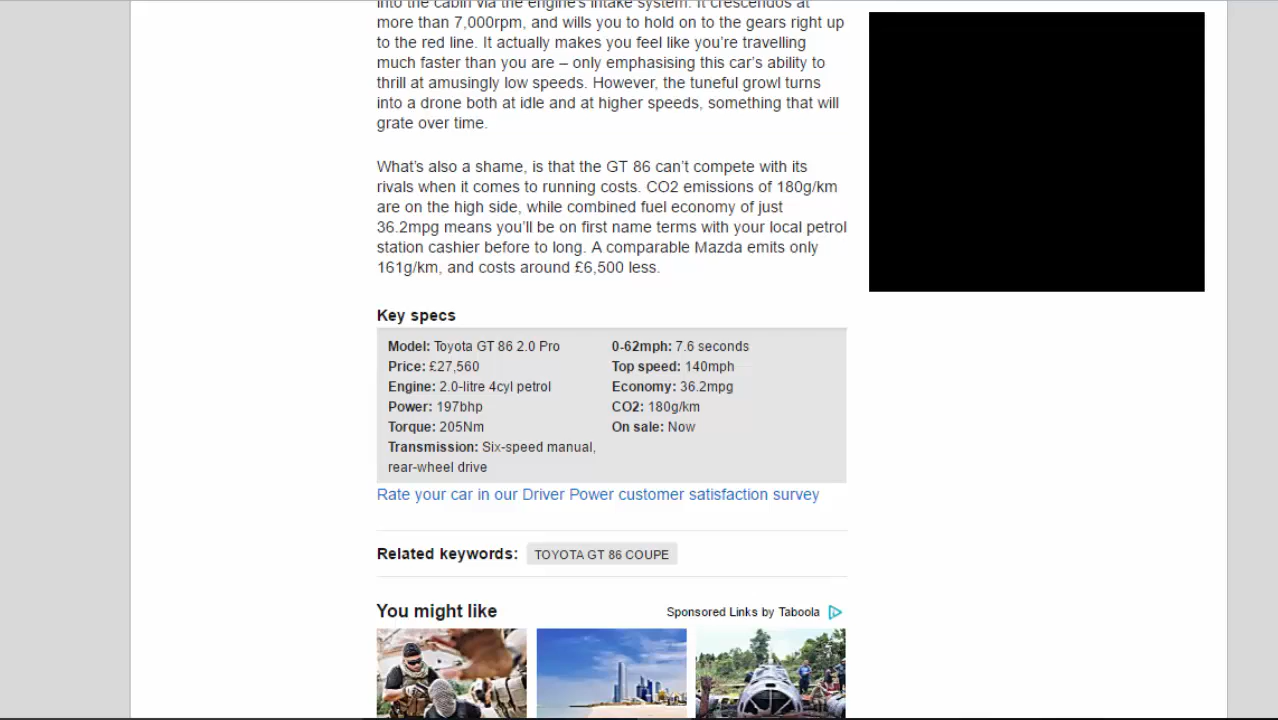 into the cabin via the engine's intake system. It crescendos at
more than 7,000rpm, and wills you to hold on to the gears right up
to the red line. It actually makes you feel like you’re travelling
much faster than you are – only emphasising this car’s ability to
thrill at amusingly low speeds. However, the tuneful growl turns
into a drone both at idle and at higher speeds, something that will
grate over time.
What’s also a shame, is that the GT 86 can’t compete with its
rivals when it comes to running costs. CO2 emissions of 180g/km
are on the high side, while combined fuel economy of just
36.2mpg means you’ll be on first name terms with your local petrol
station cashier before to long. A comparable Mazda emits only
161g/km, and costs around £6,500 less.
Key specs
Model: Toyota GT 86 2.0 Pro
Price: £27,560
Engine: 2.0-litre 4cyl petrol
Power: 197bhp
Torque: 205Nm
Transmission: Six-speed manual,
rear-wheel drive
0-62mph: 7.6 seconds
Top speed: 140mph
Economy: 36.2mpg
CO2: 180g/km
On sale: Now
Rate your car in our Driver Power customer satisfaction survey
Related keywords: TOYOTA GT 86 COUPE
You might like
Sponsored Links by Taboola